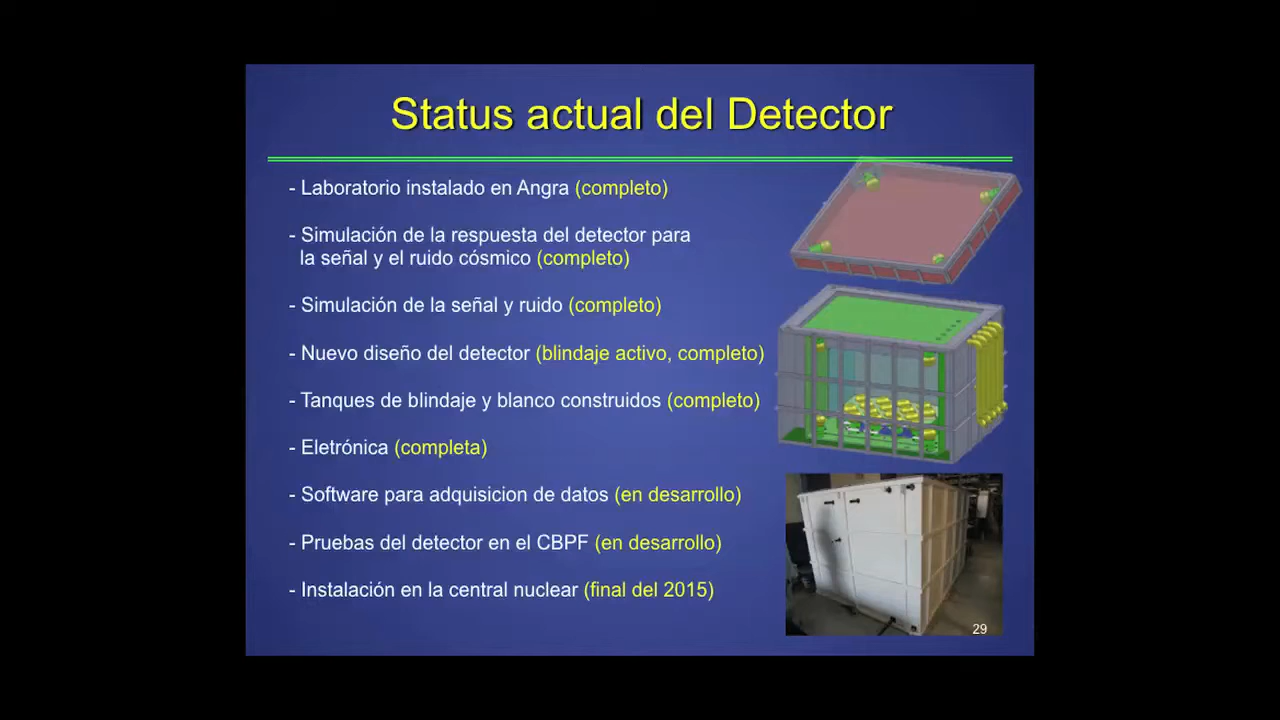 Status actual del Detector
- Laboratorio instalado en Angra (completo)
- Simulación de la respuesta del detector para
la señal y el ruido cósmico (completo)
- Simulación de la señal y ruido (completo)
- Nuevo diseño del detector (blindaje activo, completo)
- Tanques de blindaje y blanco construidos (completo)
- Eletrónica (completa)
- Software para adquisicion de datos (en desarrollo)
- Pruebas del detector en el CBPF (en desarrollo)
- Instalación en la central nuclear (final del 2015)
29